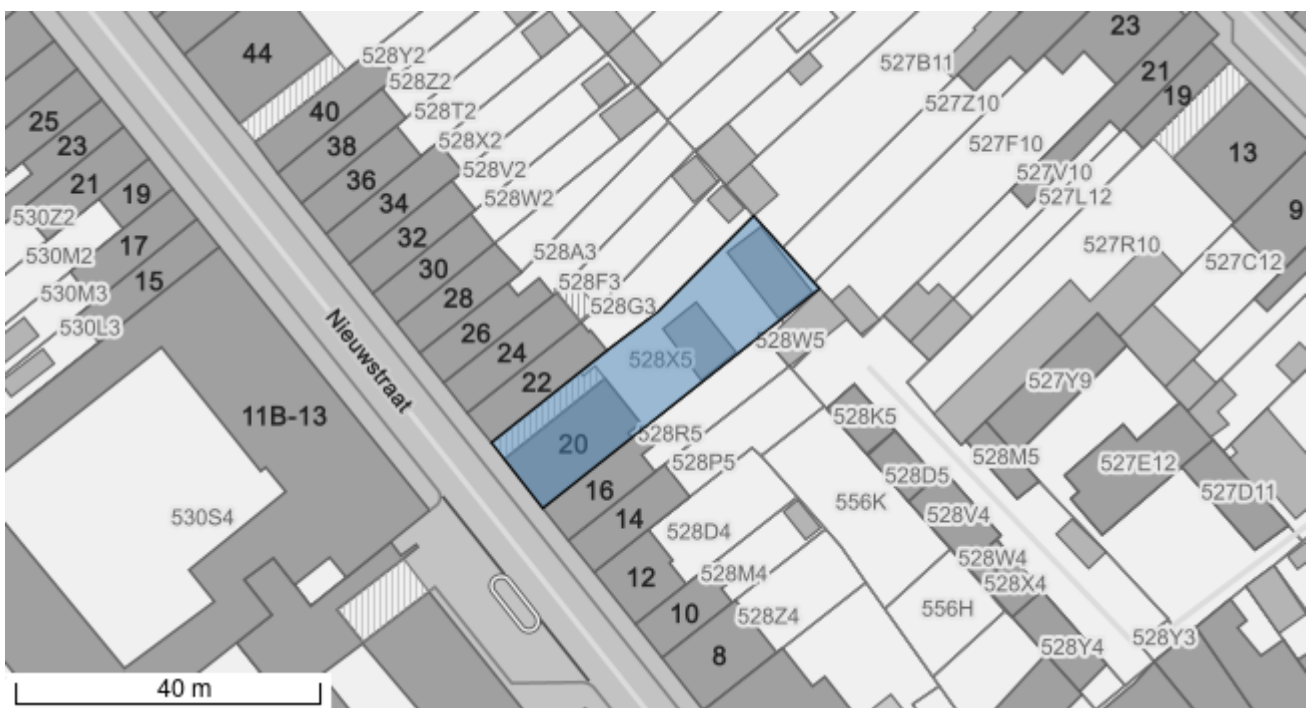 44
528Y2
528Z2
528T2
528X2
528V2
528W2
528A3
528F3
528G3
40
38
36
34
32
30
28
26
24
22
20
16
14
12
10
8
25
23
21
19
17
15
530Z2
530M2
530M3
530L3
11B-13
530S4
Nieuwstraat
528X5
528W5
528R5
528P5
528D4
528M4
528Z4
527B11
527Z10
527F10
527V10
527L12
527R10
527C12
23
21
19
13
9
527Y9
527E12
527D11
528K5
528D5
528M5
528V4
528W4
528X4
528Y4
528Y3
556K
556H
40 m